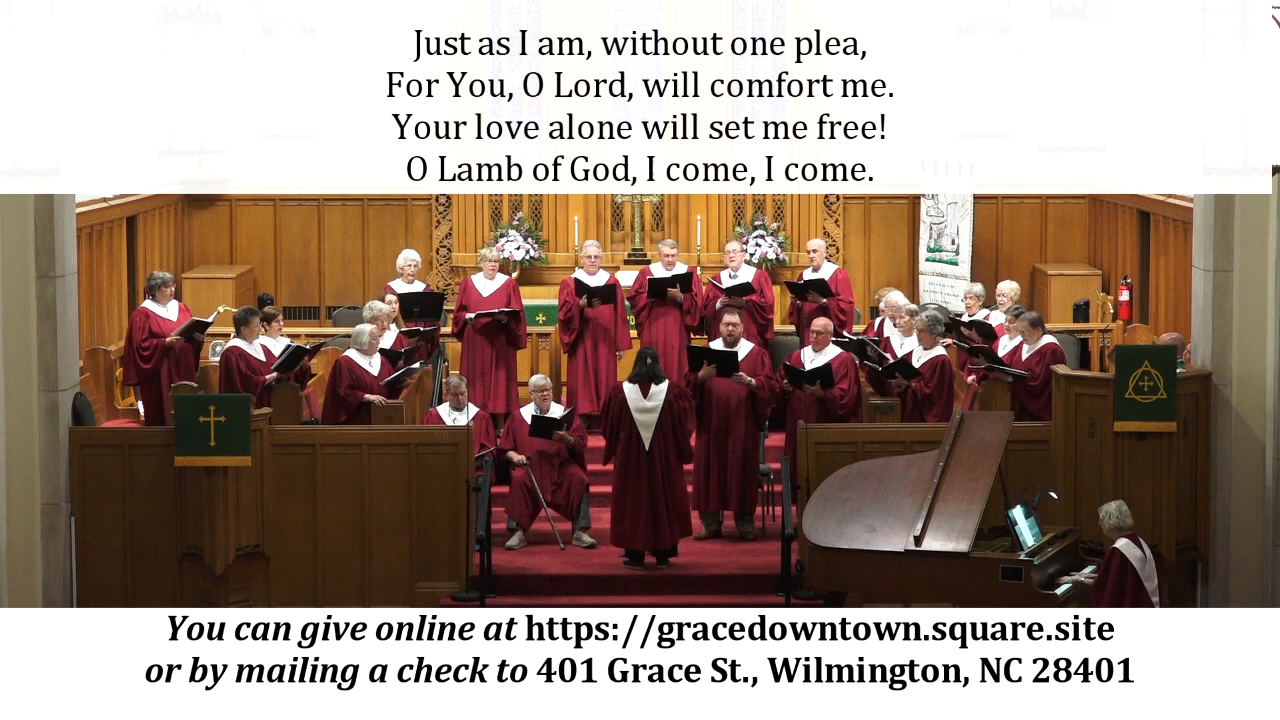 Just as I am, without one plea,
For You, O Lord, will comfort me.
Your love alone will set me free!
O Lamb of God, I come, I come.
You can give online at https://gracedowntown.square.site
or by mailing a check to 401 Grace St., Wilmington, NC 28401